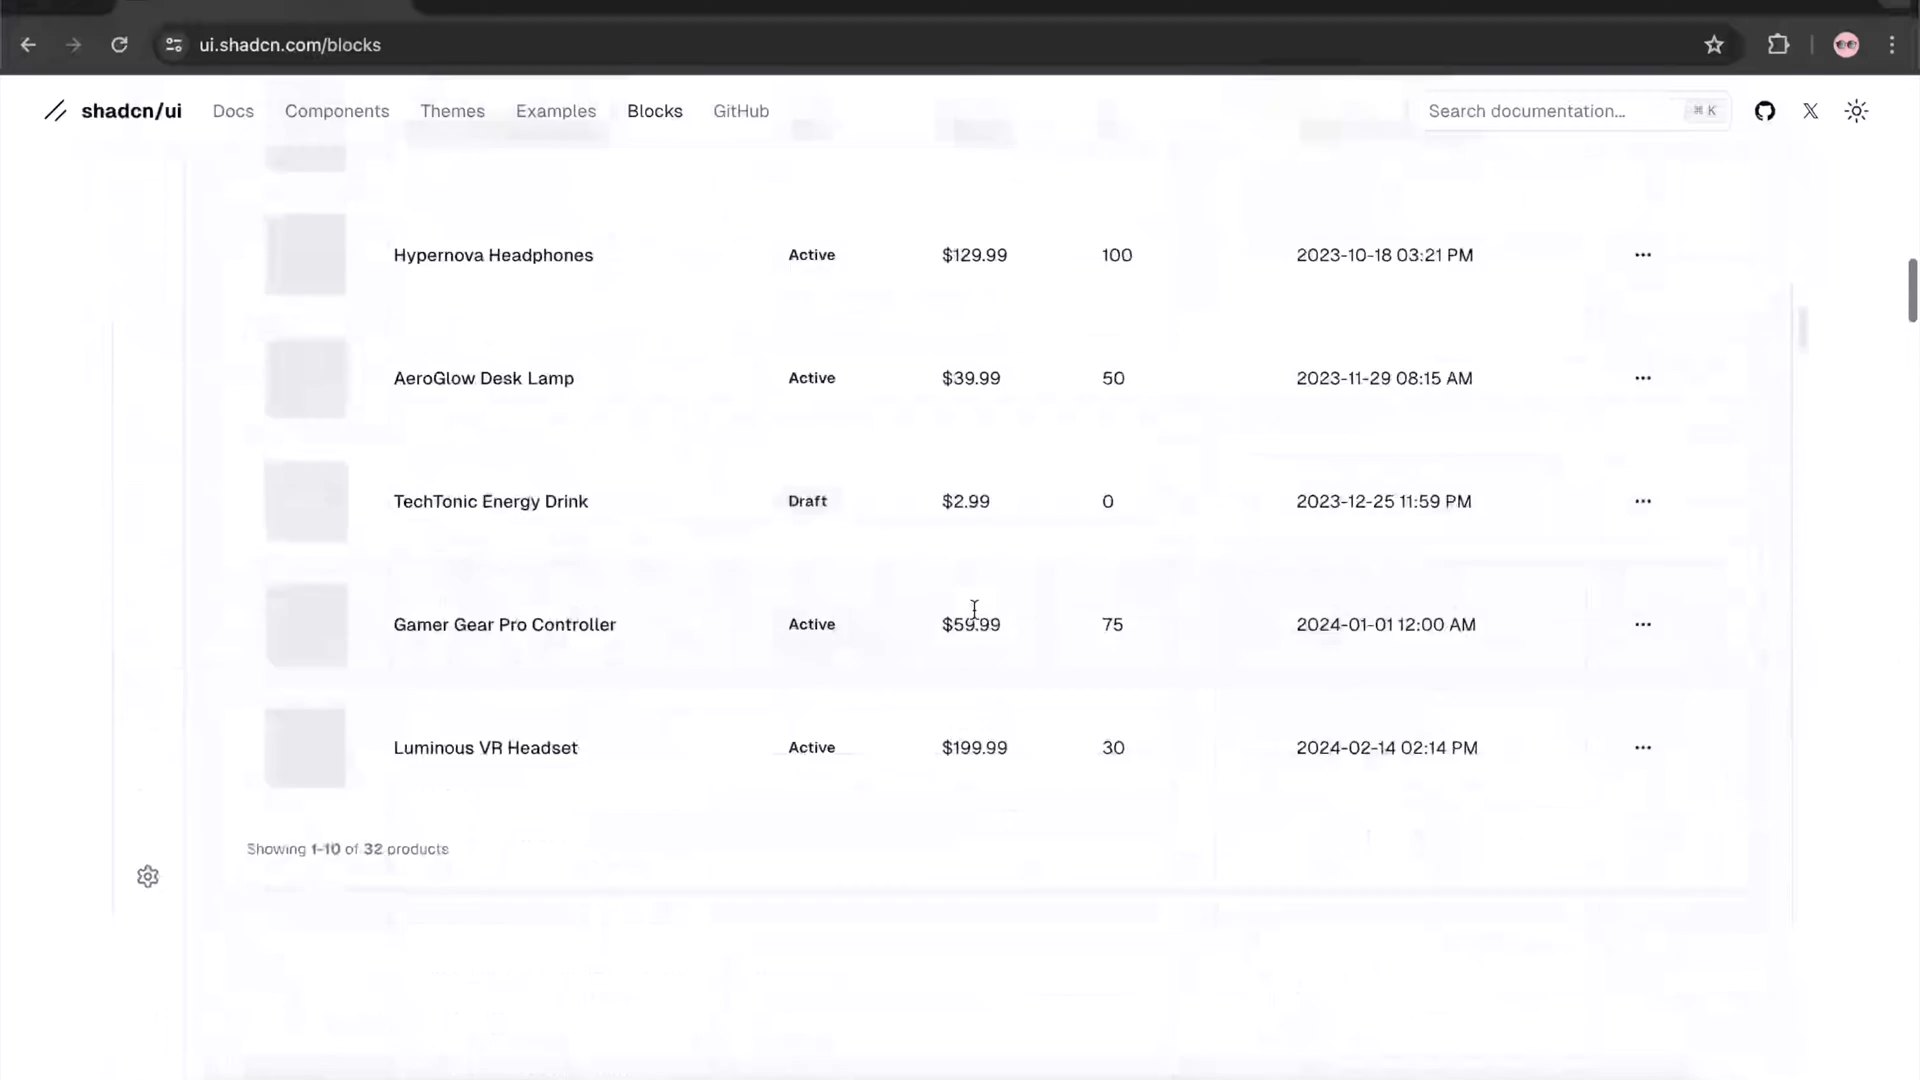 ui.shadcn.com/blocks
shadcn/ui Docs Components Themes Examples Blocks GitHub Search documentation... ⌘ K
Hypernova Headphones Active $129.99 100 2023-10-18 03:21 PM
AeroGlow Desk Lamp Active $39.99 50 2023-11-29 08:15 AM
TechTonic Energy Drink Draft $2.99 0 2023-12-25 11:59 PM
Gamer Gear Pro Controller Active $59.99 75 2024-01-01 12:00 AM
Luminous VR Headset Active $199.99 30 2024-02-14 02:14 PM
Showing 1-10 of 32 products